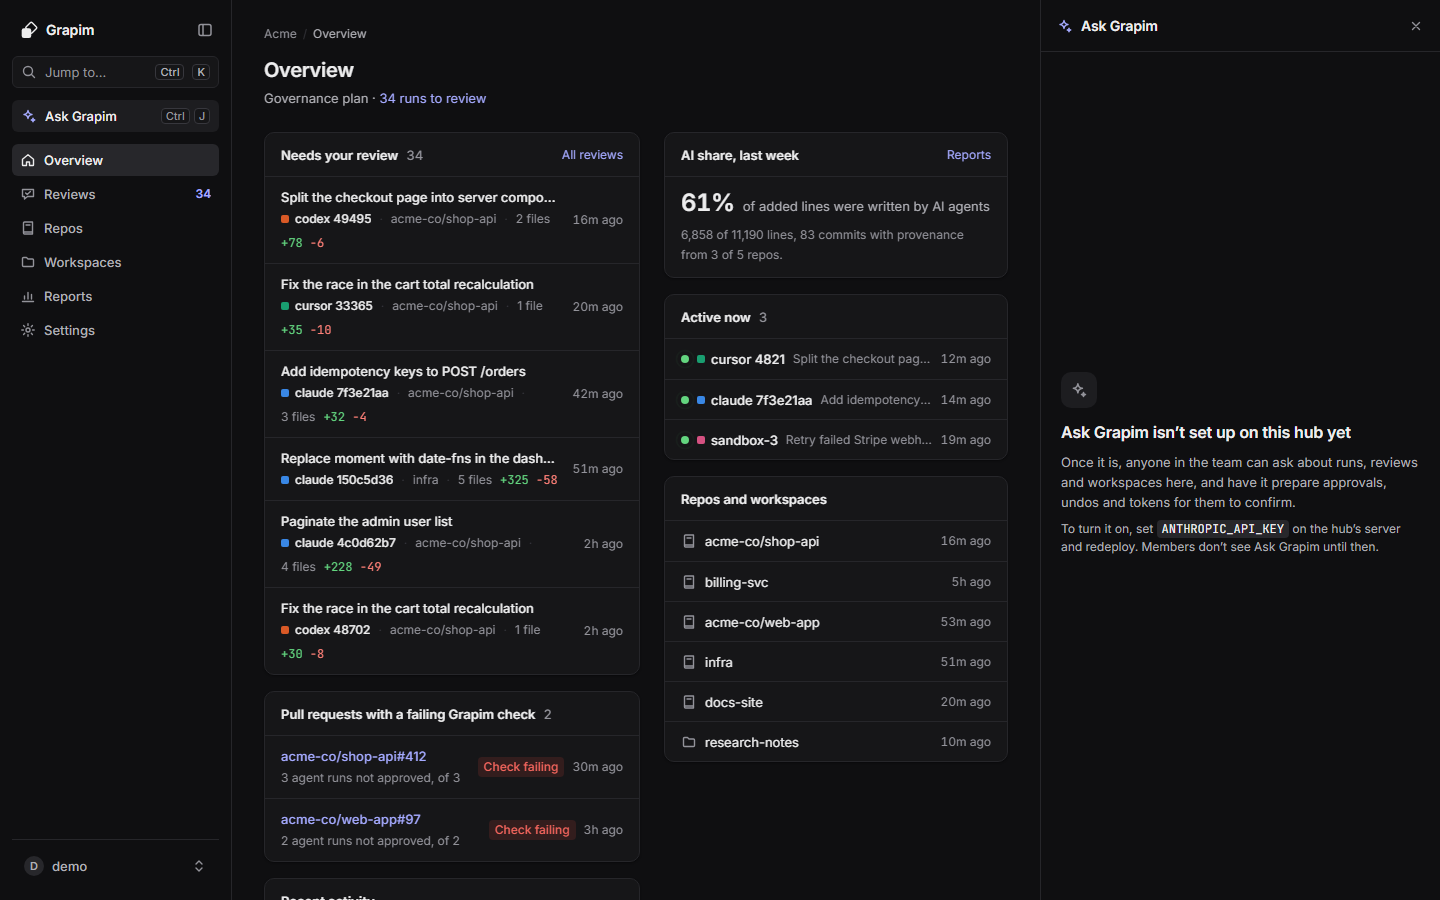 Grapim
Jump to... Ctrl K
Ask Grapim Ctrl J
Overview
Reviews 34
Repos
Workspaces
Reports
Settings
D demo
Acme / Overview
Overview
Governance plan · 34 runs to review
Needs your review 34 All reviews
Split the checkout page into server compo...
codex 49495 · acme-co/shop-api · 2 files 16m ago
+78 -6
Fix the race in the cart total recalculation
cursor 33365 · acme-co/shop-api · 1 file 20m ago
+35 -10
Add idempotency keys to POST /orders
claude 7f3e21aa · acme-co/shop-api · 42m ago
3 files +32 -4
Replace moment with date-fns in the dash...
claude 150c5d36 · infra · 5 files +325 -58 51m ago
Paginate the admin user list
claude 4c0d62b7 · acme-co/shop-api · 2h ago
4 files +228 -49
Fix the race in the cart total recalculation
codex 48702 · acme-co/shop-api · 1 file 2h ago
+30 -8
Pull requests with a failing Grapim check 2
acme-co/shop-api#412
3 agent runs not approved, of 3 Check failing 30m ago
acme-co/web-app#97
2 agent runs not approved, of 2 Check failing 3h ago
Recent activity
AI share, last week Reports
61% of added lines were written by AI agents
6,858 of 11,190 lines, 83 commits with provenance
from 3 of 5 repos.
Active now 3
cursor 4821 Split the checkout pag... 12m ago
claude 7f3e21aa Add idempotency... 14m ago
sandbox-3 Retry failed Stripe webh... 19m ago
Repos and workspaces
acme-co/shop-api 16m ago
billing-svc 5h ago
acme-co/web-app 53m ago
infra 51m ago
docs-site 20m ago
research-notes 10m ago
Ask Grapim
Ask Grapim isn't set up on this hub yet
Once it is, anyone in the team can ask about runs, reviews
and workspaces here, and have it prepare approvals,
undos and tokens for them to confirm.
To turn it on, set ANTHROPIC_API_KEY on the hub's server
and redeploy. Members don't see Ask Grapim until then.